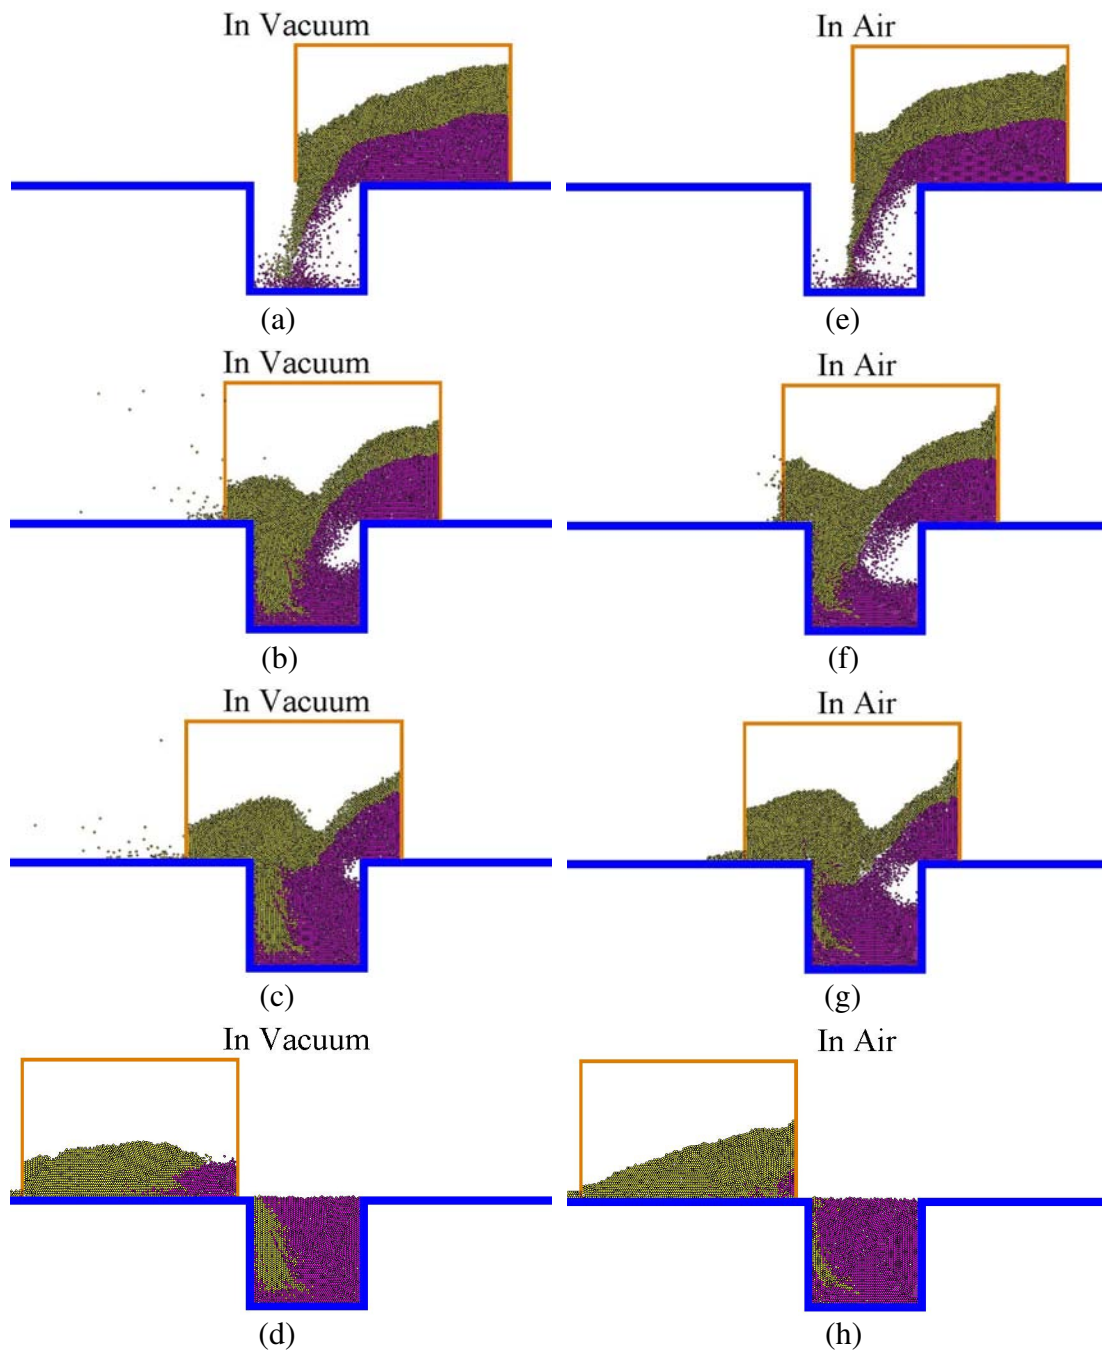 In Vacuum
In Air
(a)
(e)
In Vacuum
In Air
(b)
(f)
In Vacuum
In Air
(c)
(g)
In Vacuum
In Air
(d)
(h)